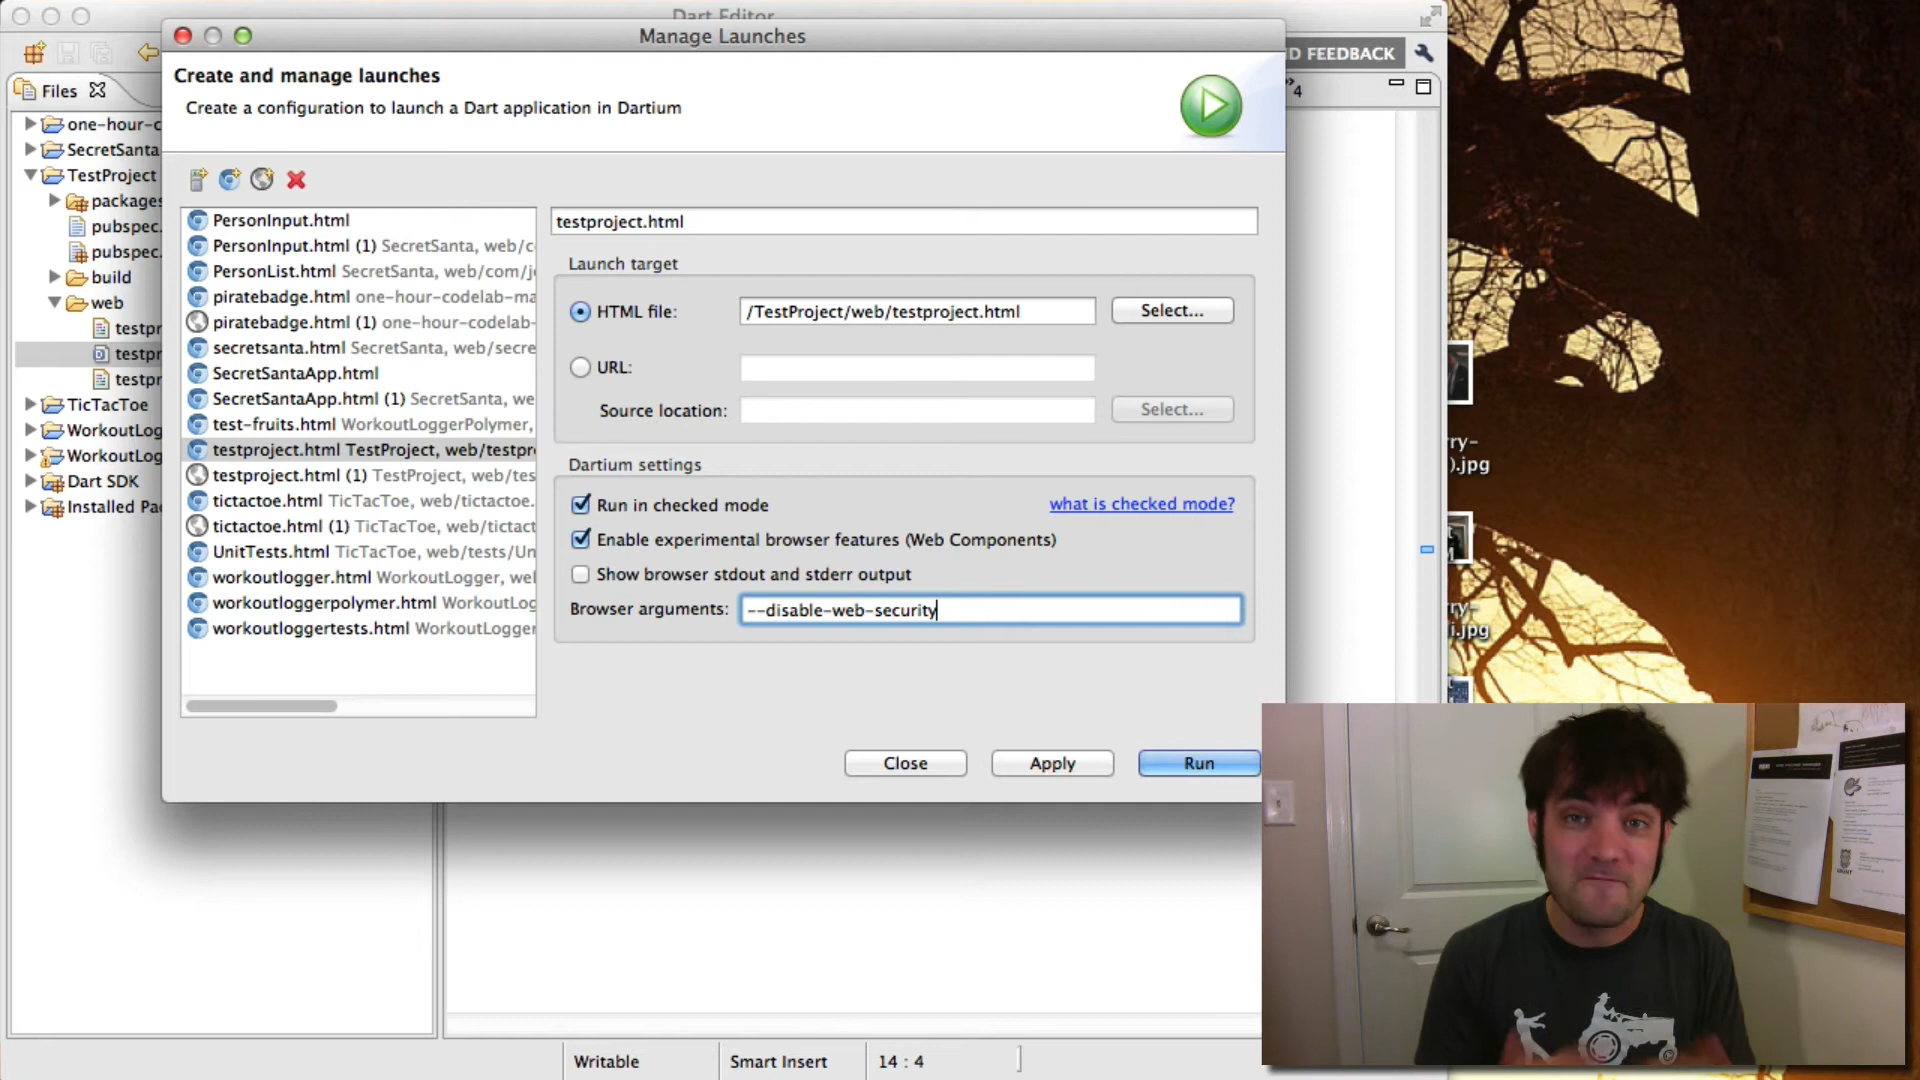 Dart Editor
Manage Launches
D FEEDBACK
Create and manage launches
Create a configuration to launch a Dart application in Dartium
Files
4
one-hour-c
SecretSanta
TestProject
packages
pubspec.
pubspec.
build
web
testpr
testpr
testpr
TicTacToe
WorkoutLog
WorkoutLog
Dart SDK
Installed Pa
PersonInput.html
PersonInput.html (1) SecretSanta, web/c
PersonList.html SecretSanta, web/com/j
piratebadge.html one-hour-codelab-ma
piratebadge.html (1) one-hour-codelab-
secretsanta.html SecretSanta, web/secre
SecretSantaApp.html
SecretSantaApp.html (1) SecretSanta, we
test-fruits.html WorkoutLoggerPolymer,
testproject.html TestProject, web/testpr
testproject.html (1) TestProject, web/tes
tictactoe.html TicTacToe, web/tictactoe.
tictactoe.html (1) TicTacToe, web/tictact
UnitTests.html TicTacToe, web/tests/Un
workoutlogger.html WorkoutLogger, wel
workoutloggerpolymer.html WorkoutLog
workoutloggertests.html WorkoutLogger
testproject.html
Launch target
HTML file: /TestProject/web/testproject.html Select...
URL:
Source location: Select...
Dartium settings
Run in checked mode what is checked mode?
Enable experimental browser features (Web Components)
Show browser stdout and stderr output
Browser arguments: --disable-web-security
Close Apply Run
rry-
).jpg
rry-
i.jpg
Writable Smart Insert 14 : 4